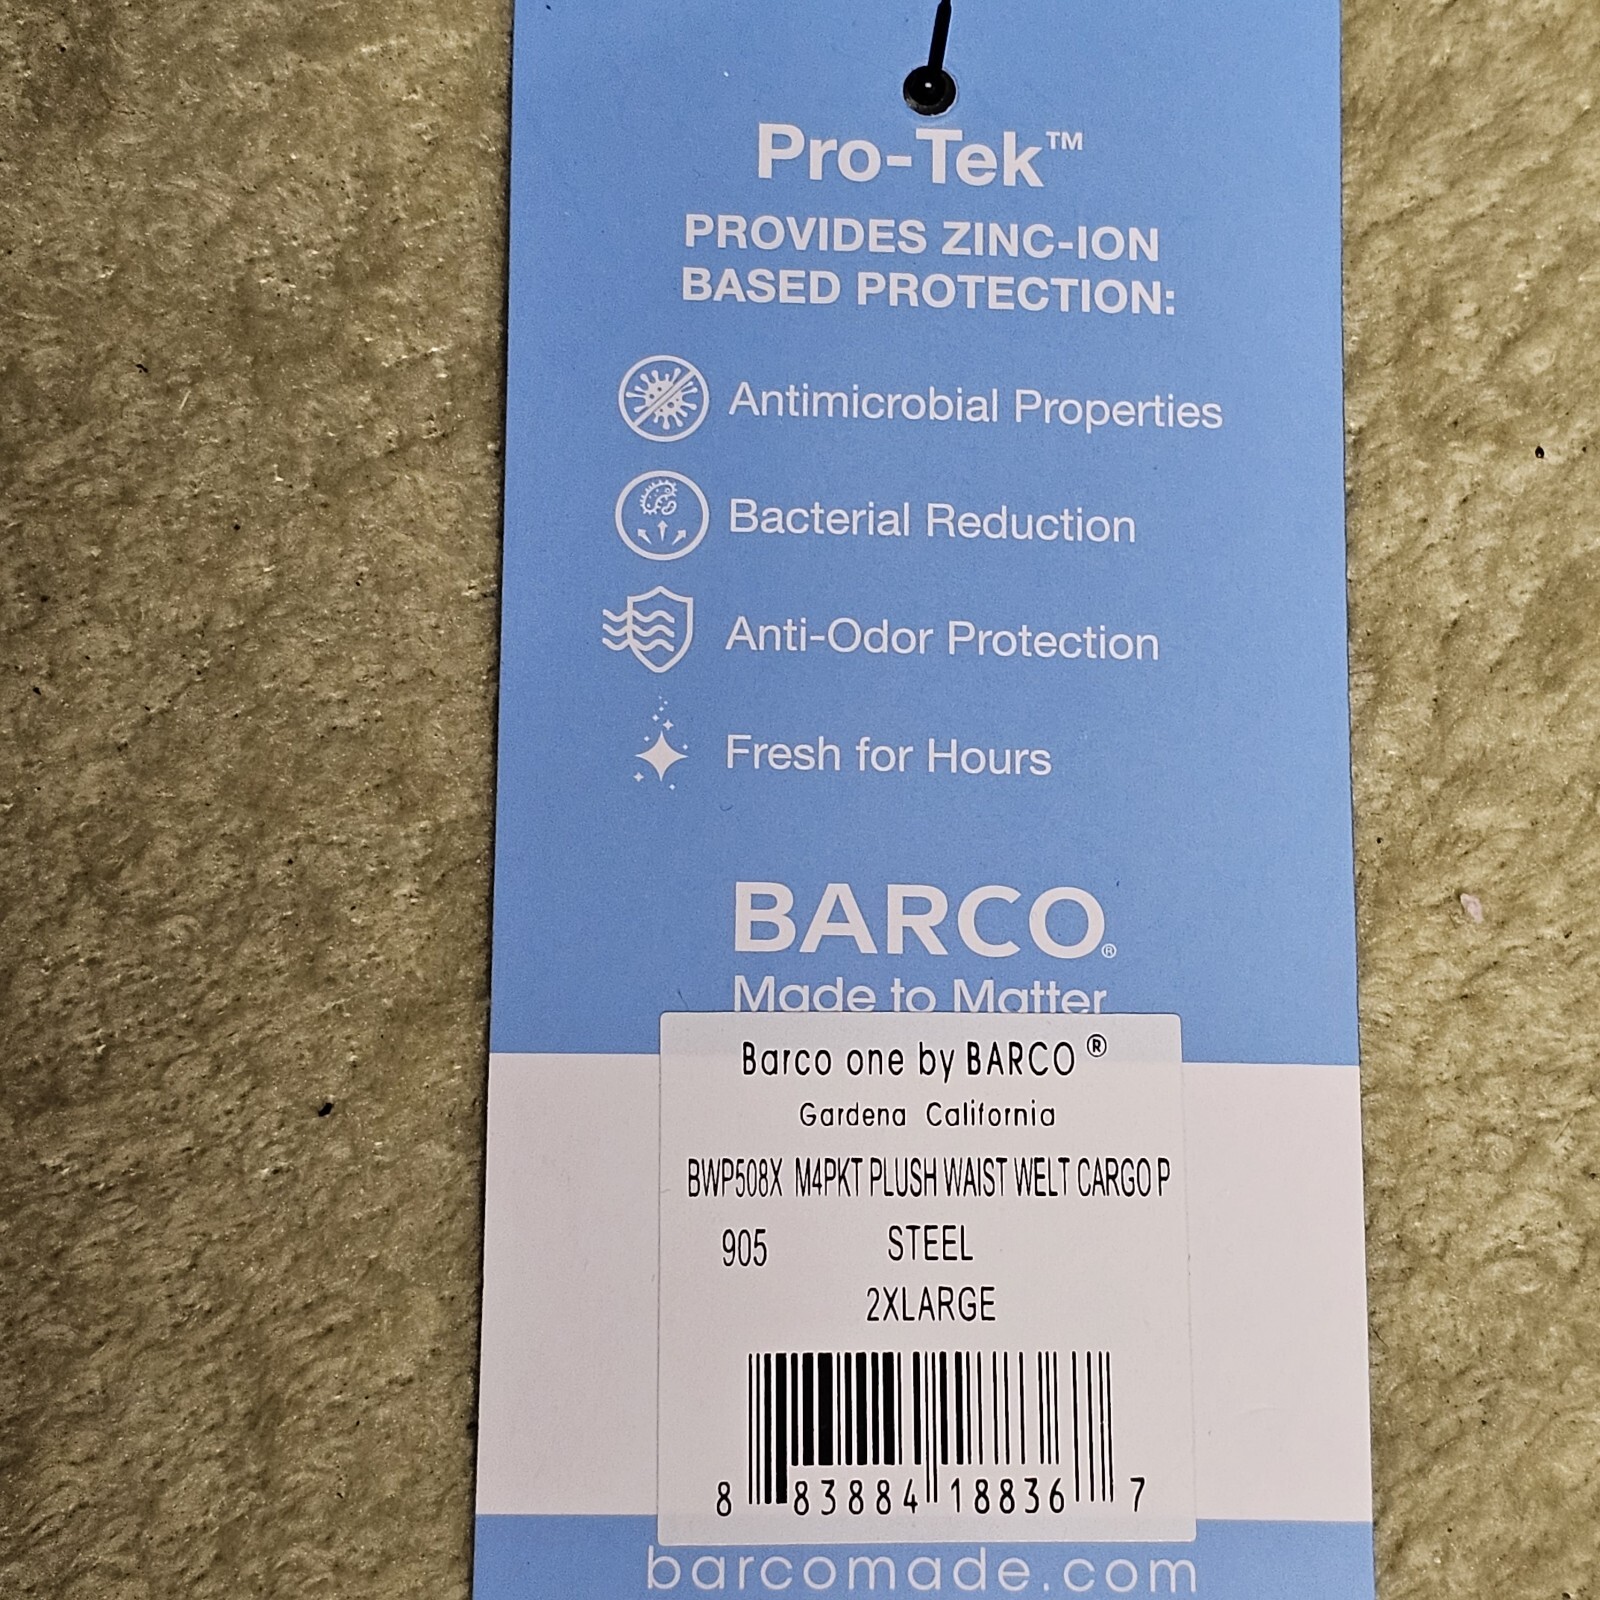 Pro-Tek™
PROVIDES ZINC-ION
BASED PROTECTION:
Antimicrobial Properties
Bacterial Reduction
Anti-Odor Protection
Fresh for Hours
BARCO®
Made to Matter
Barco one by BARCO ®
Gardena California
BWP508X M4PKT PLUSH WAIST WELT CARGO P
905 STEEL
2XLARGE
8 83884 18836 7
barcomade.com